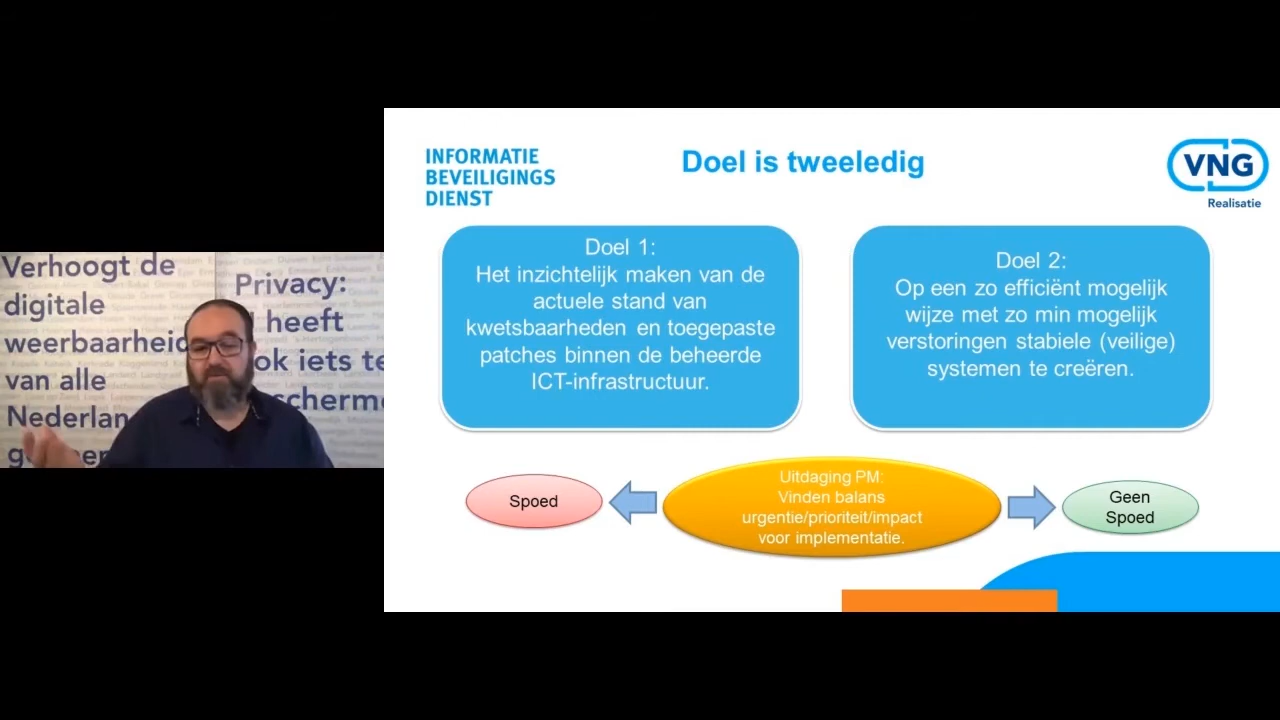 Verhoogt de
digitale
weerbaarheid
van alle
Nederlan
Privacy:
heeft
ook iets te
scherme
INFORMATIE
BEVEILIGINGS
DIENST
Doel is tweeledig
VNG
Realisatie
Doel 1:
Het inzichtelijk maken van de
actuele stand van
kwetsbaarheden en toegepaste
patches binnen de beheerde
ICT-infrastructuur.
Doel 2:
Op een zo efficiënt mogelijk
wijze met zo min mogelijk
verstoringen stabiele (veilige)
systemen te creëren.
Spoed
Uitdaging PM:
Vinden balans
urgentie/prioriteit/impact
voor implementatie.
Geen
Spoed